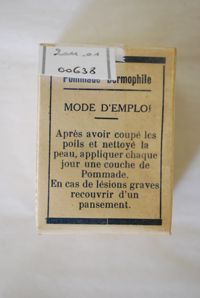 2011.01
00638
Pommade Dermophile
MODE D'EMPLOI
Après avoir coupé les
poils et nettoyé la
peau, appliquer chaque
jour une couche de
Pommade.
En cas de lésions graves
recouvrir d'un
pansement.